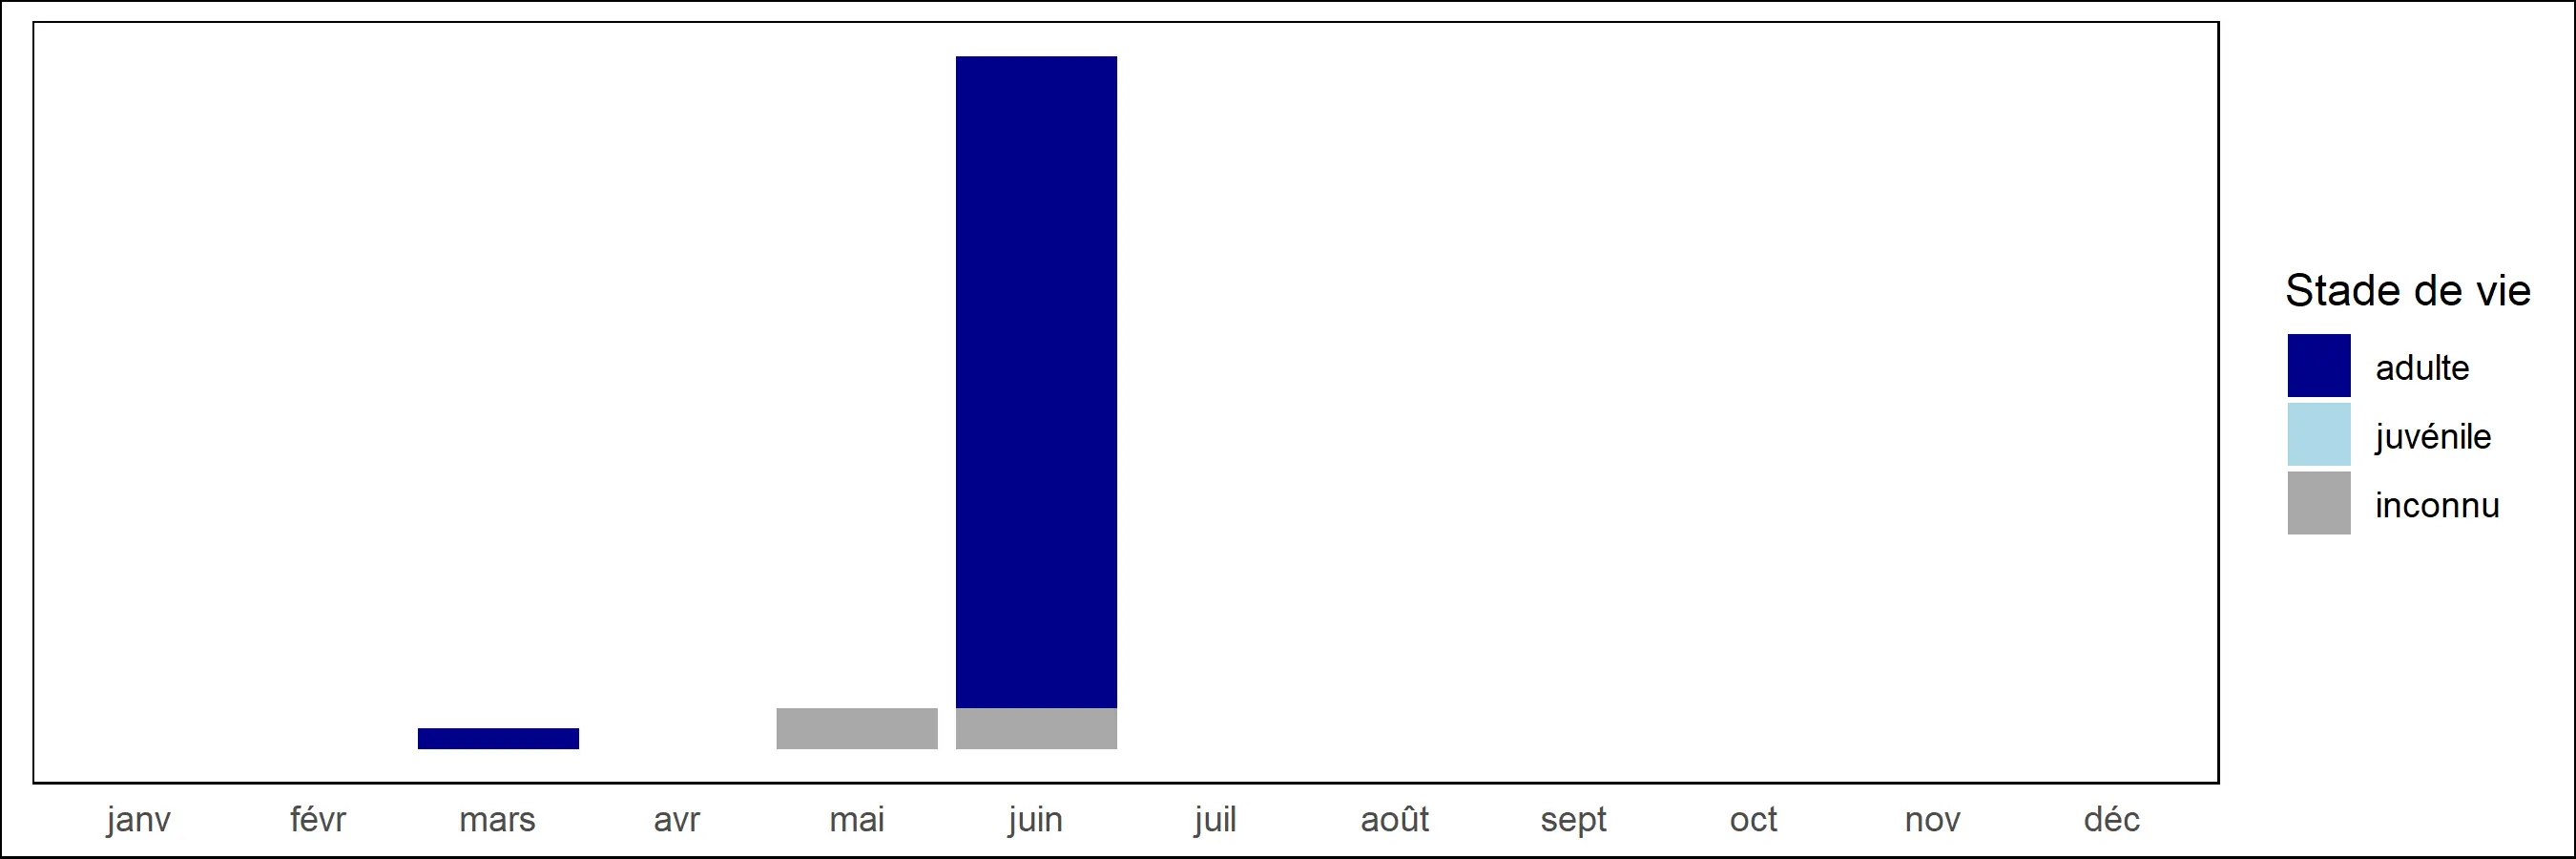 Stade de vie
adulte
juvénile
inconnu
janv févr mars avr mai juin juil août sept oct nov déc